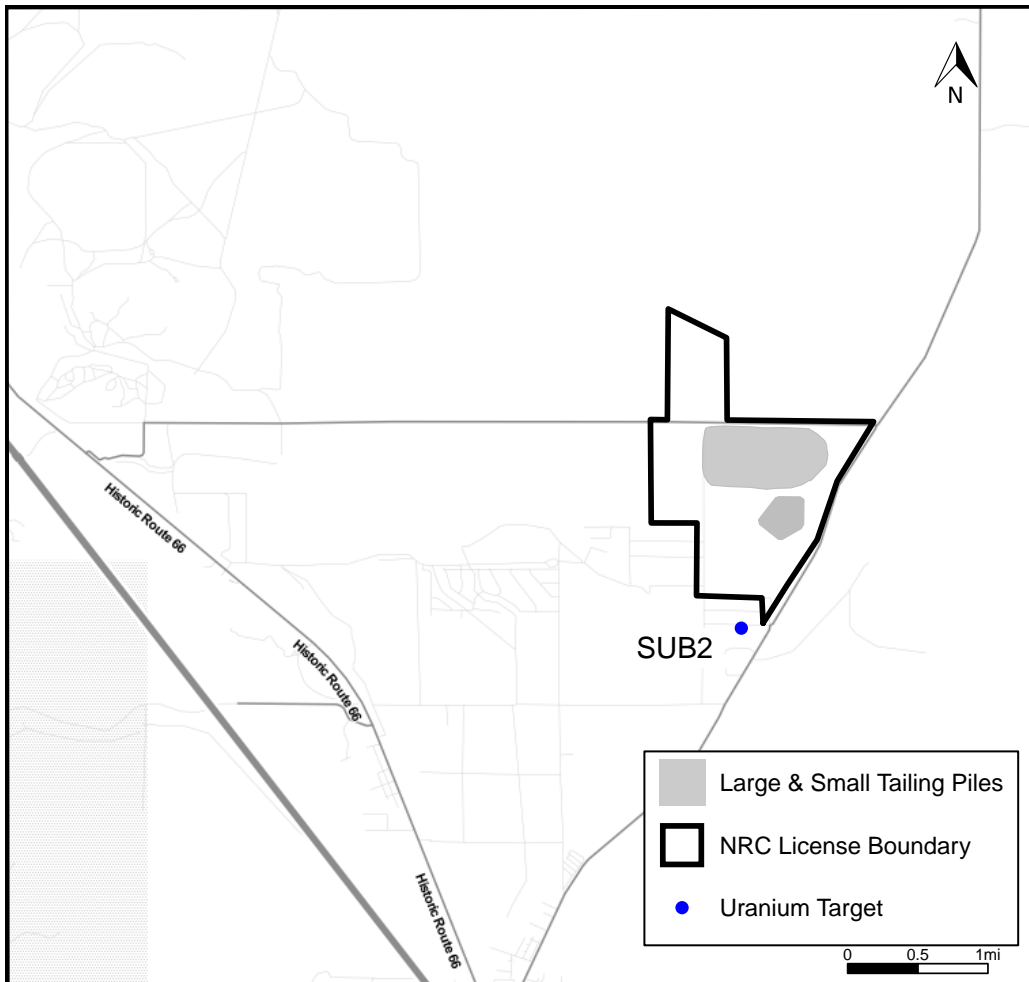 N
Historic Route 66
Historic Route 66
SUB2
Large & Small Tailing Piles
NRC License Boundary
Historic Route 66
Uranium Target
0 0.5 1mi